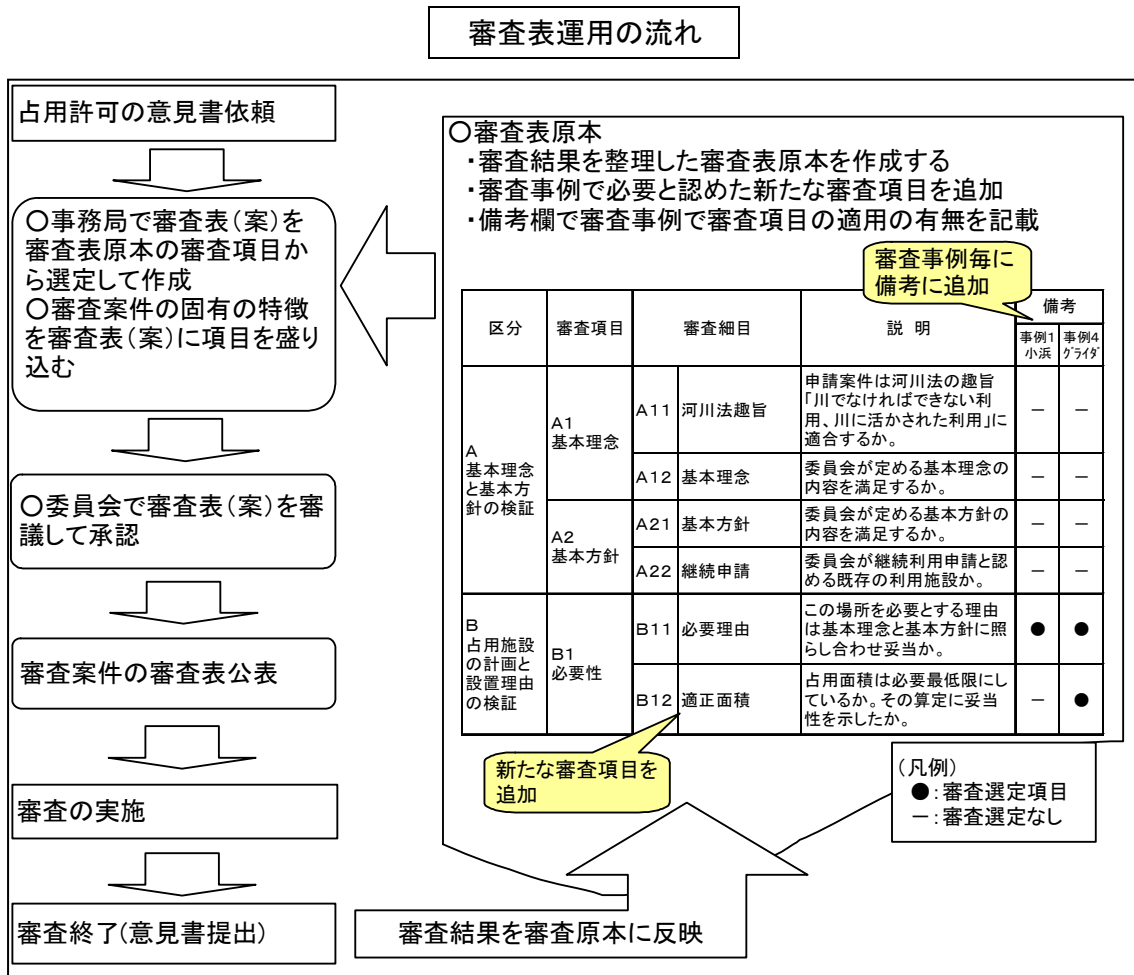 審査表運用の流れ
占用許可の意見書依頼
○事務局で審査表(案)を
審査表原本の審査項目か
ら選定して作成
○審査案件の固有の特徴
を審査表(案)に項目を盛り
込む
○委員会で審査表(案)を審
議して承認
審査案件の審査表公表
審査の実施
審査終了(意見書提出)
○審査表原本
・審査結果を整理した審査表原本を作成する
・審査事例で必要と認めた新たな審査項目を追加
・備考欄で審査事例で審査項目の適用の有無を記載
審査事例毎に
備考に追加
区分 審査項目 審査細目 説 明 備考
事例1 事例4
小浜 グライダ
A
基本理念
と基本方
針の検証
A1
基本理念
A11 河川法趣旨
申請案件は河川法の趣旨
「川でなければできない利
用、川に活かされた利用」に
適合するか。
－ －
A12 基本理念
委員会が定める基本理念の
内容を満足するか。
－ －
A2
基本方針
A21 基本方針
委員会が定める基本方針の
内容を満足するか。
－ －
A22 継続申請
委員会が継続利用申請と認
める既存の利用施設か。
－ －
B
占用施設
の計画と
設置理由
の検証
B1
必要性
B11 必要理由
この場所を必要とする理由
は基本理念と基本方針に照
らし合わせ妥当か。
● ●
B12 適正面積
占用面積は必要最低限にし
ているか。その算定に妥当
性を示したか。
－ ●
新たな審査項目を
追加
(凡例)
●:審査選定項目
－:審査選定なし
審査結果を審査原本に反映